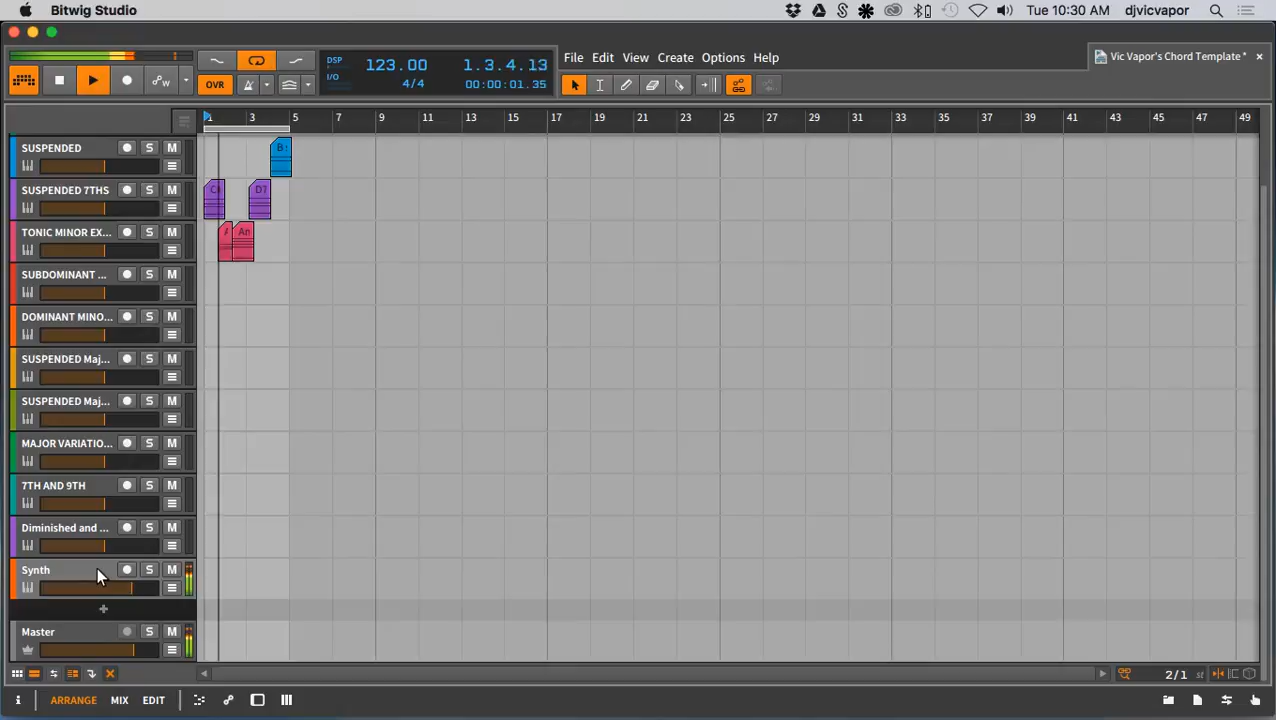 Bitwig Studio
Tue 10:30 AM djvicvapor
OVR
DSP
I/O
123.00
4/4
1.3.4.13
00:00:01.35
File Edit View Create Options Help
Vic Vapor's Chord Template*
1 3 5 7 9 11 13 15 17 19 21 23 25 27 29 31 33 35 37 39 41 43 45 47 49
SUSPENDED S M
B:
SUSPENDED 7THS S M
D7
TONIC MINOR EX... S M
A
An
SUBDOMINANT ... S M
DOMINANT MINO... S M
SUSPENDED Maj... S M
SUSPENDED Maj... S M
MAJOR VARIATIO... S M
7TH AND 9TH S M
Diminished and ... S M
Synth S M
+
Master S M
2/1 st
ARRANGE MIX EDIT